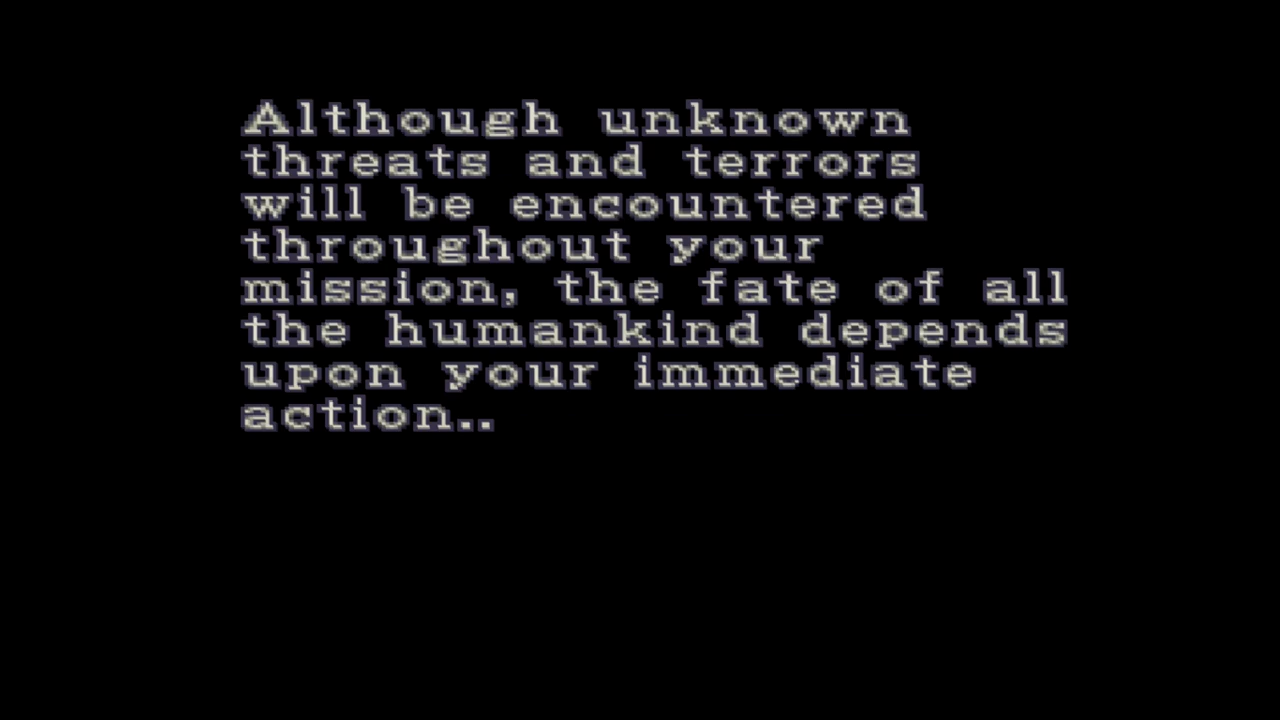 Although unknown
threats and terrors
will be encountered
throughout your
mission, the fate of all
the humankind depends
upon your immediate
action..